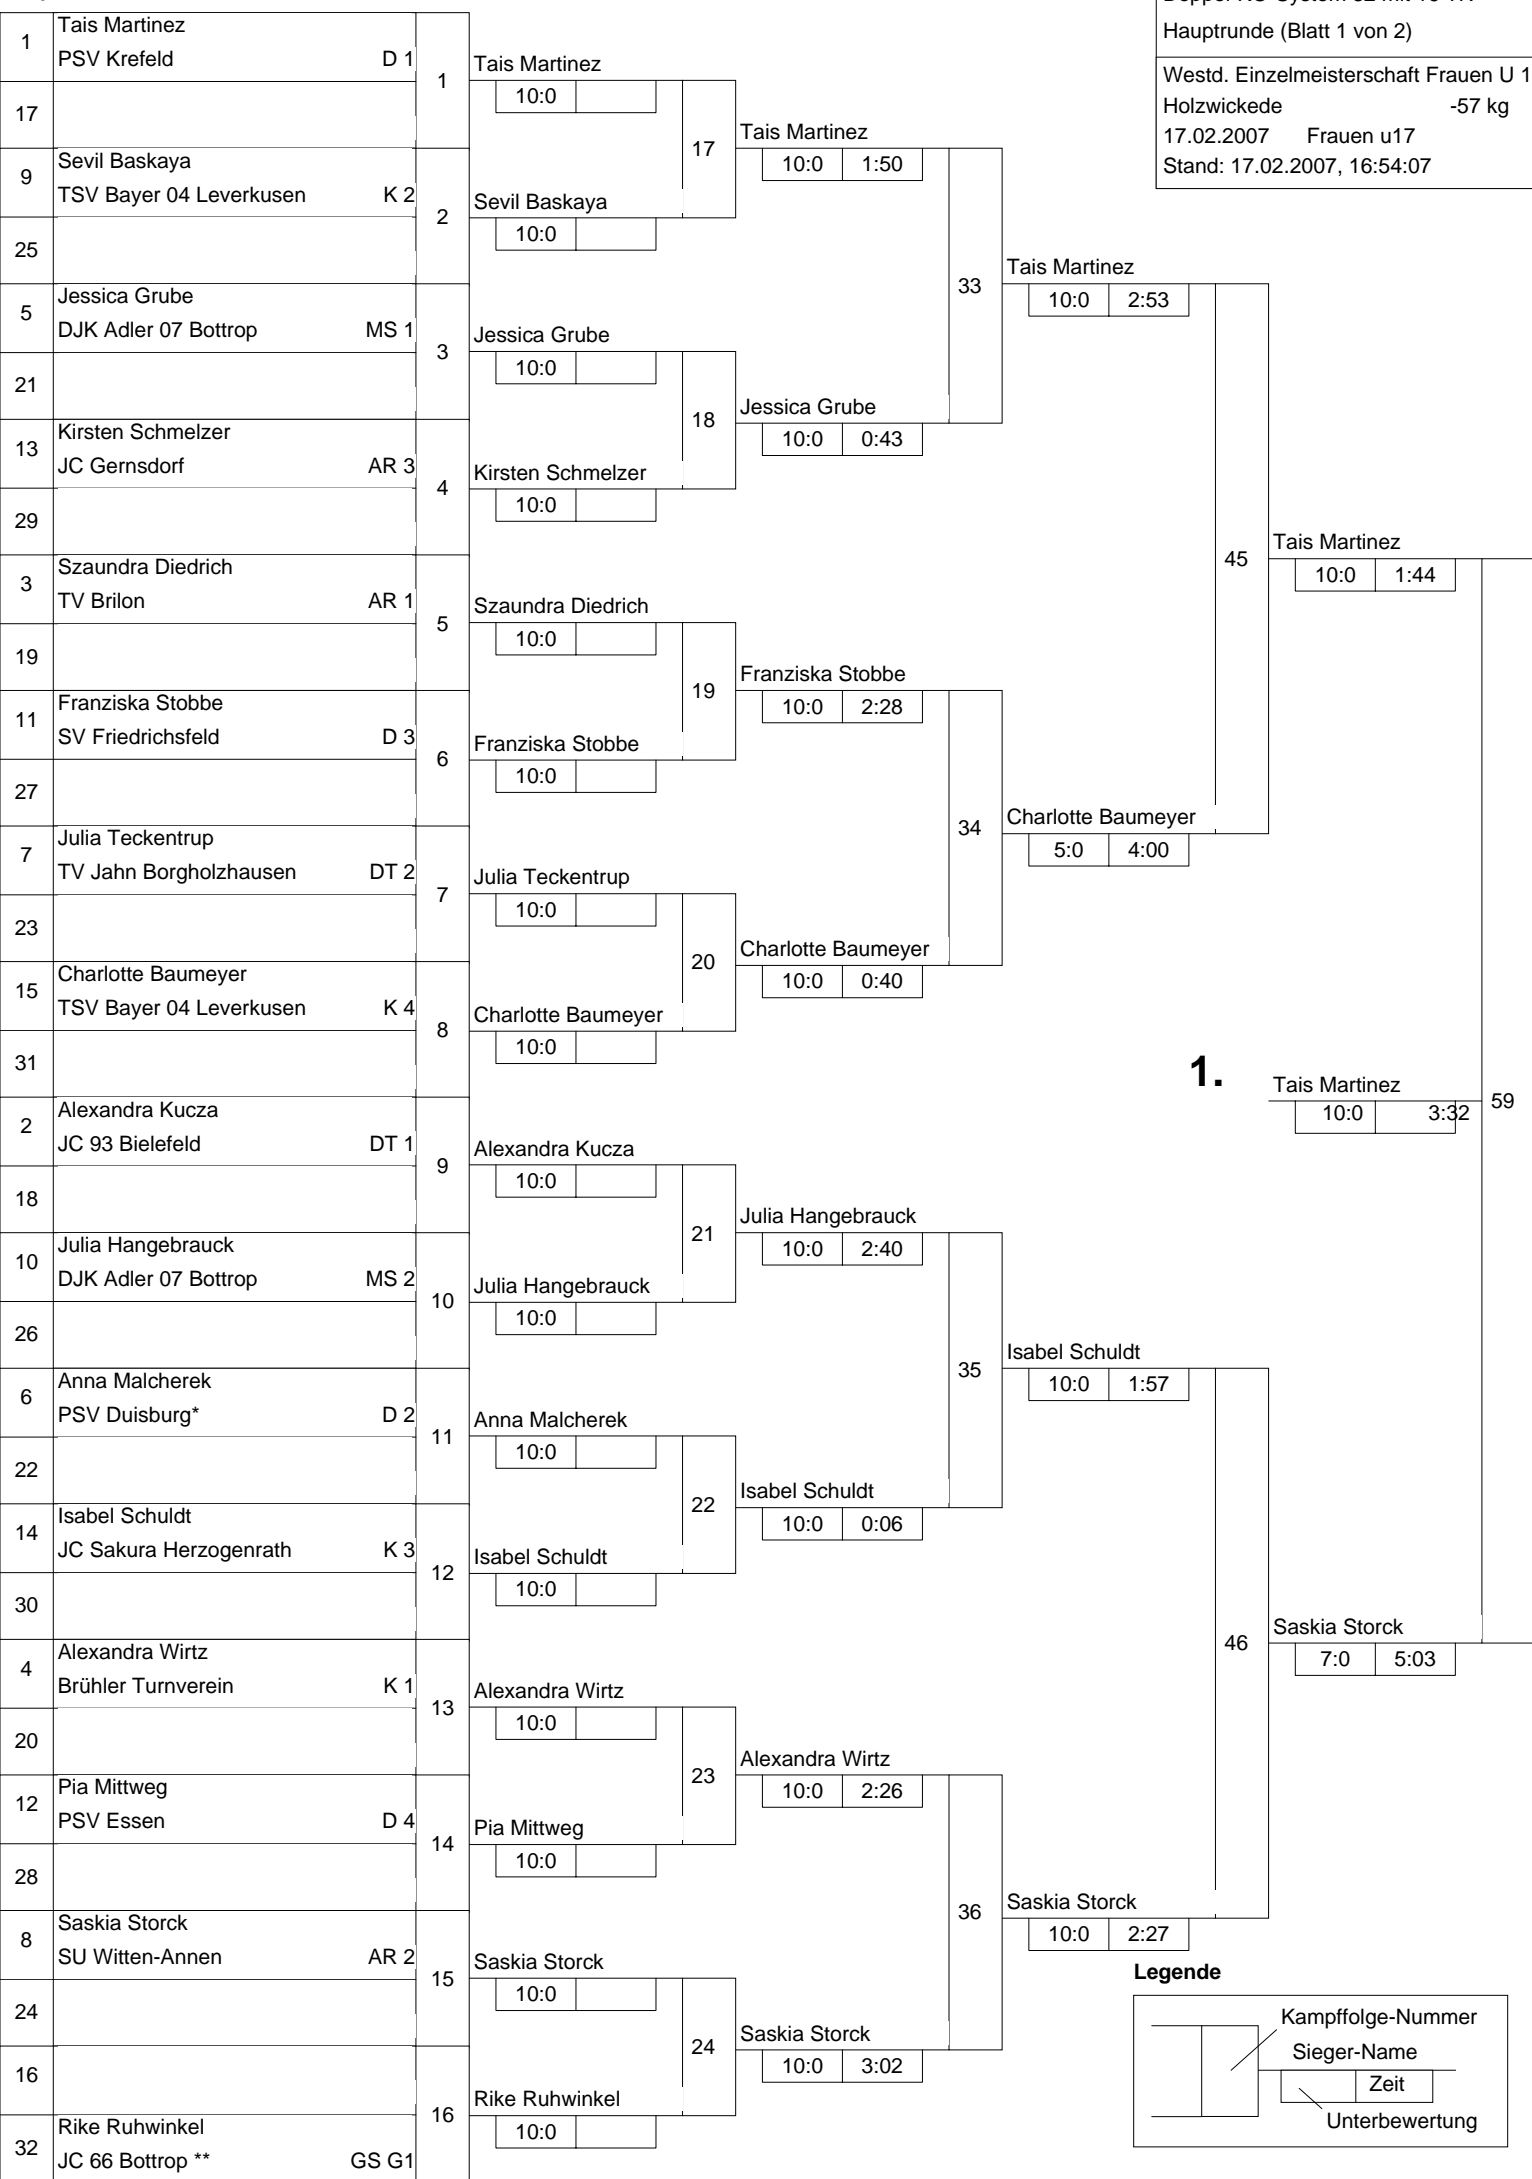 Hauptrunde (Blatt 1 von 2)
Westd. Einzelmeisterschaft Frauen U 1
Holzwickede -57 kg
17.02.2007 Frauen u17
Stand: 17.02.2007, 16:54:07
1 Tais Martinez
PSV Krefeld D 1
17
9 Sevil Baskaya
TSV Bayer 04 Leverkusen K 2
25
5 Jessica Grube
DJK Adler 07 Bottrop MS 1
21
13 Kirsten Schmelzer
JC Gernsdorf AR 3
29
3 Szaundra Diedrich
TV Brilon AR 1
19
11 Franziska Stobbe
SV Friedrichsfeld D 3
27
7 Julia Teckentrup
TV Jahn Borgholzhausen DT 2
23
15 Charlotte Baumeyer
TSV Bayer 04 Leverkusen K 4
31
2 Alexandra Kucza
JC 93 Bielefeld DT 1
18
10 Julia Hangebrauck
DJK Adler 07 Bottrop MS 2
26
6 Anna Malcherek
PSV Duisburg* D 2
22
14 Isabel Schuldt
JC Sakura Herzogenrath K 3
30
4 Alexandra Wirtz
Brühler Turnverein K 1
20
12 Pia Mittweg
PSV Essen D 4
28
8 Saskia Storck
SU Witten-Annen AR 2
24
16
32 Rike Ruhwinkel
JC 66 Bottrop ** GS G1
1 Tais Martinez
10:0
2 Sevil Baskaya
10:0
3 Jessica Grube
10:0
4 Kirsten Schmelzer
10:0
5 Szaundra Diedrich
10:0
6 Franziska Stobbe
10:0
7 Julia Teckentrup
10:0
8 Charlotte Baumeyer
10:0
9 Alexandra Kucza
10:0
10 Julia Hangebrauck
10:0
11 Anna Malcherek
10:0
12 Isabel Schuldt
10:0
13 Alexandra Wirtz
10:0
14 Pia Mittweg
10:0
15 Saskia Storck
10:0
16 Rike Ruhwinkel
10:0
17 Tais Martinez
10:0 1:50
18 Jessica Grube
10:0 0:43
19 Franziska Stobbe
10:0 2:28
20 Charlotte Baumeyer
10:0 0:40
21 Julia Hangebrauck
10:0 2:40
22 Isabel Schuldt
10:0 0:06
23 Alexandra Wirtz
10:0 2:26
24 Saskia Storck
10:0 3:02
33 Tais Martinez
10:0 2:53
34 Charlotte Baumeyer
5:0 4:00
35 Isabel Schuldt
10:0 1:57
36 Saskia Storck
10:0 2:27
45 Tais Martinez
10:0 1:44
46 Saskia Storck
7:0 5:03
1. Tais Martinez
10:0 3:32 59
Legende
Kampffolge-Nummer
Sieger-Name
Zeit
Unterbewertung